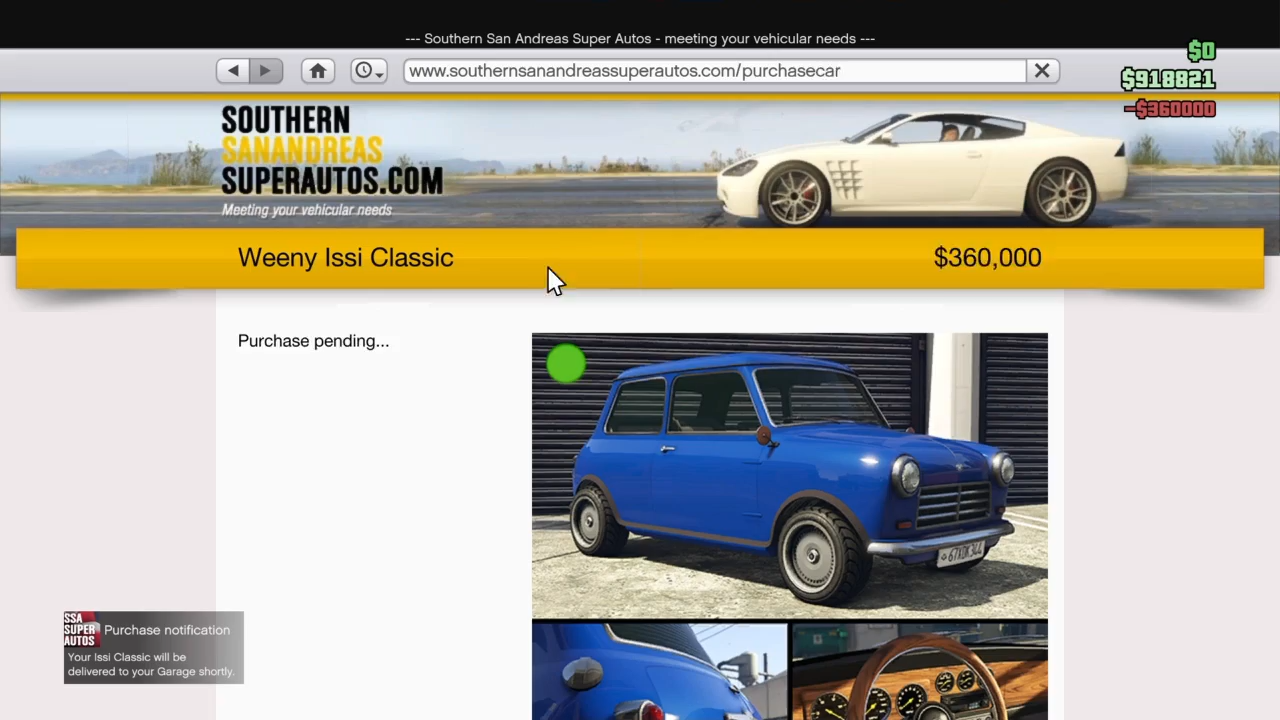 --- Southern San Andreas Super Autos - meeting your vehicular needs ---
$0
www.southernsanandreassuperautos.com/purchasecar
$918821
-$360000
SOUTHERN
SANANDREAS
SUPERAUTOS.COM
Meeting your vehicular needs
Weeny Issi Classic
$360,000
Purchase pending...
SSA
SUPER
AUTOS
Purchase notification
Your Issi Classic will be
delivered to your Garage shortly.